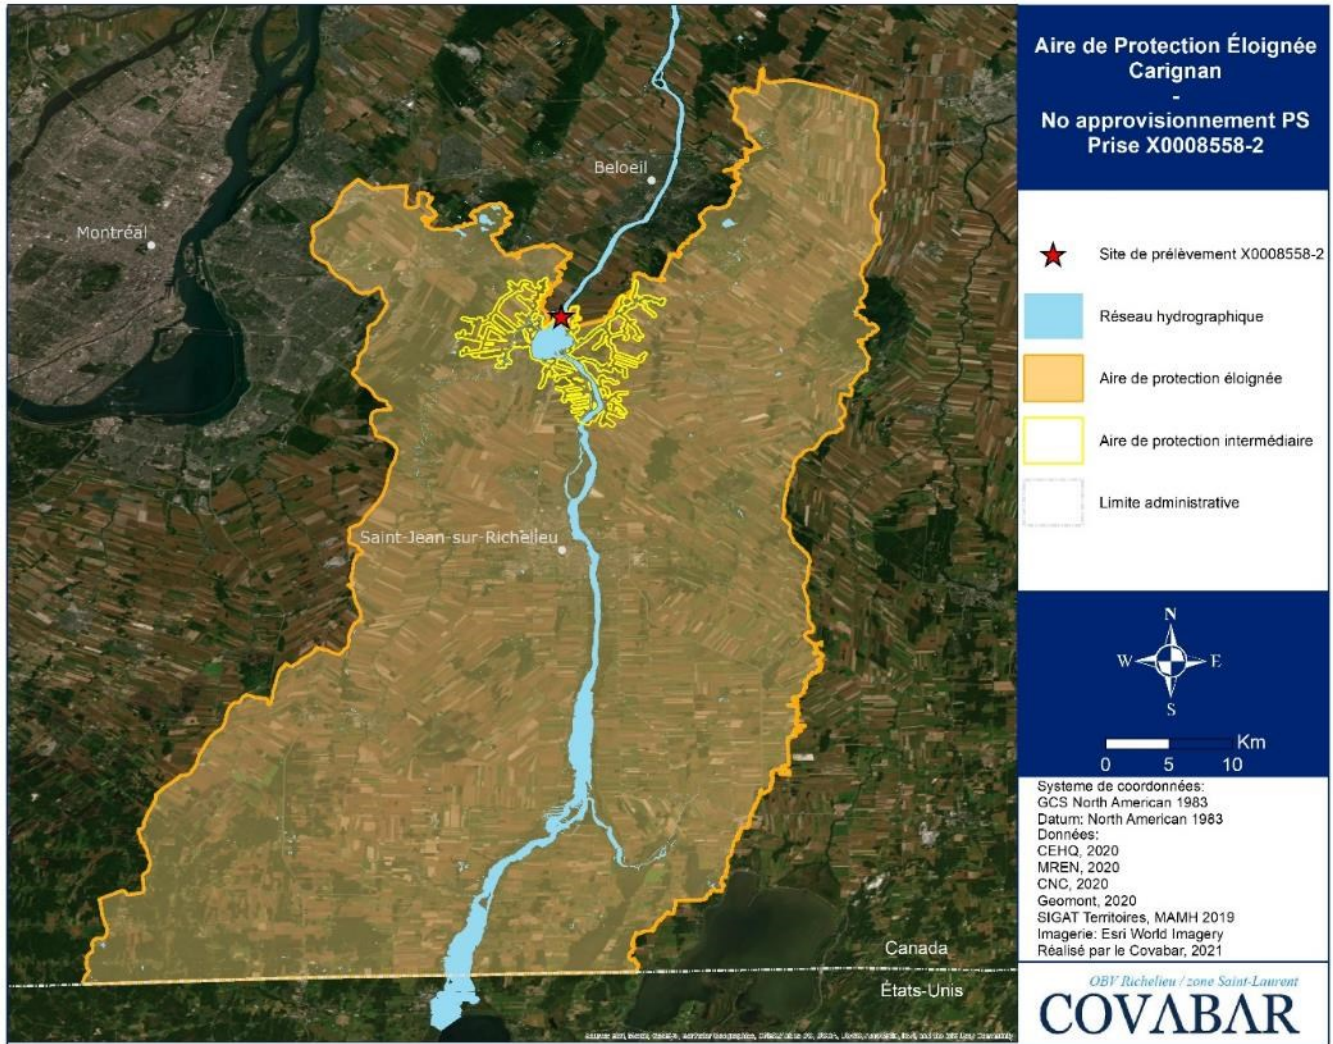 Aire de Protection Éloignée
Carignan
-
No approvisionnement PS
Prise X0008558-2
Beloeil
Montréal
Saint-Jean-sur-Richelieu
Canada
États-Unis
Site de prélèvement X0008558-2
Réseau hydrographique
Aire de protection éloignée
Aire de protection intermédiaire
Limite administrative
N
W E
S
Km
0 5 10
Systeme de coordonnées:
GCS North American 1983
Datum: North American 1983
Données:
CEHQ, 2020
MREN, 2020
CNC, 2020
Geomont, 2020
SIGAT Territoires, MAMH 2019
Imagerie: Esri World Imagery
Réalisé par le Covabar, 2021
OBV Richelieu / zone Saint-Laurent
COVABAR